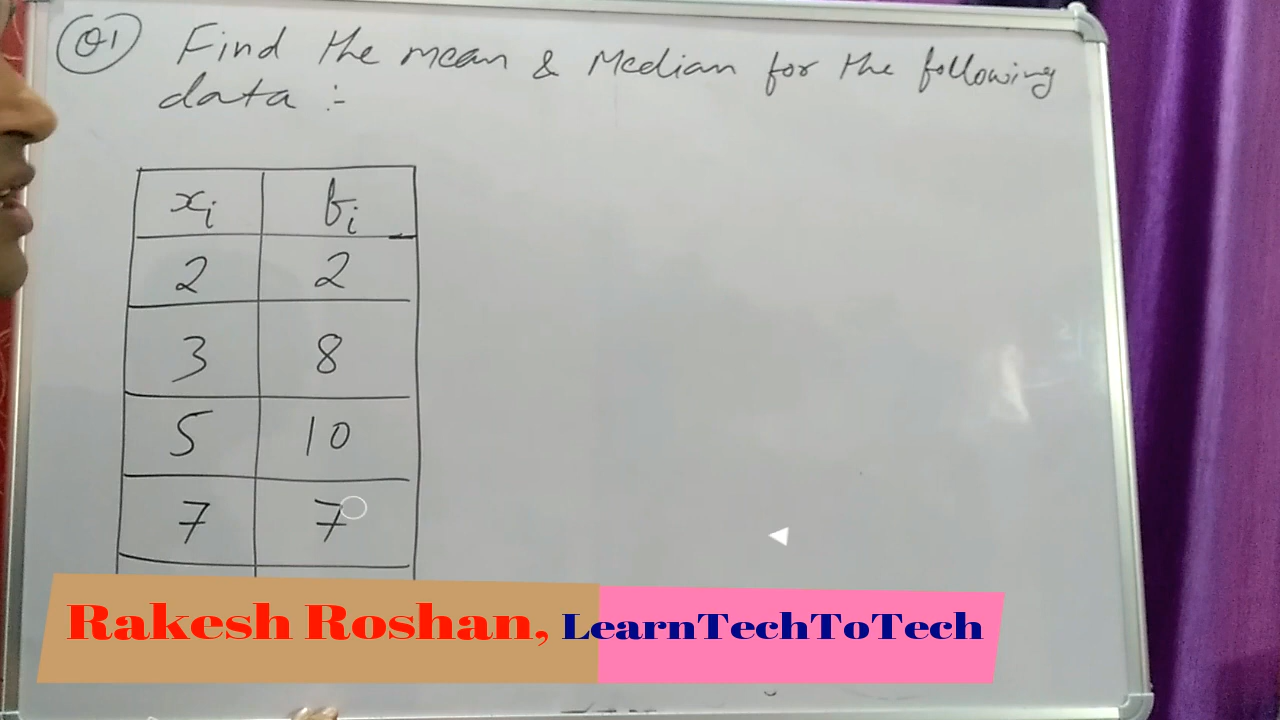 Q1 Find the mean & Median for the following
data :-
xi fi
2 2
3 8
5 10
7 7
Rakesh Roshan, LearnTechToTech